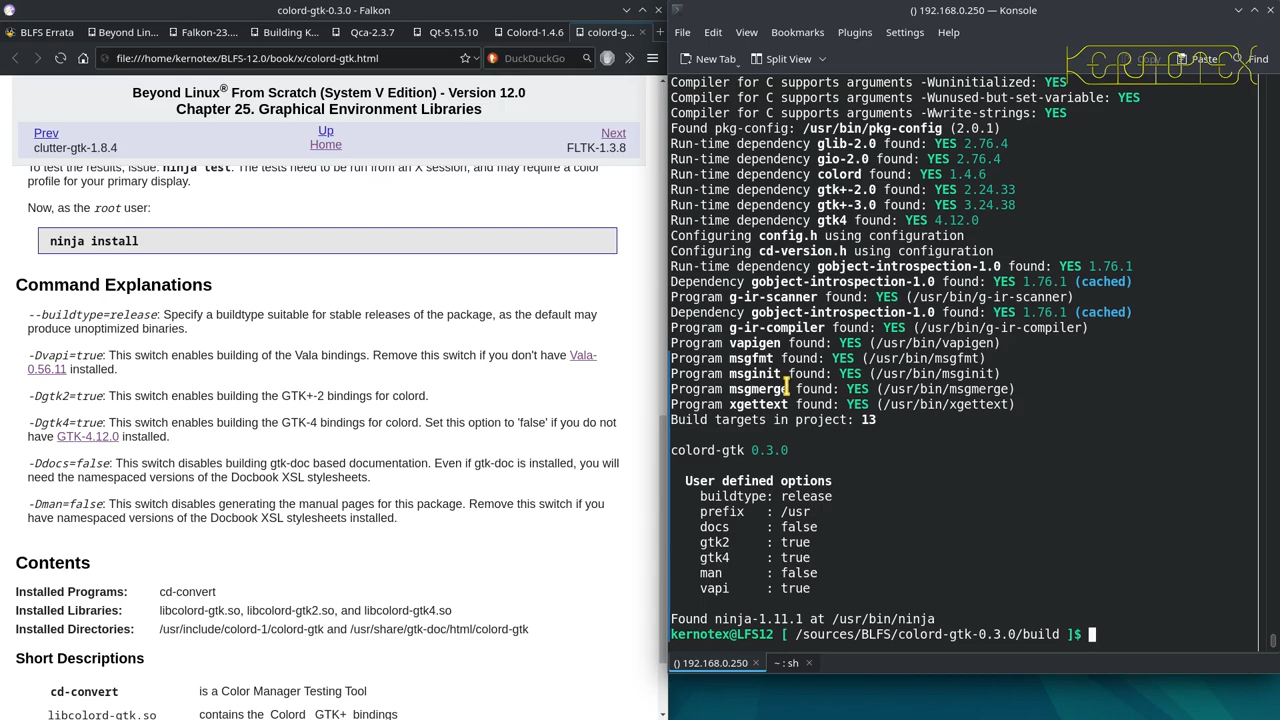 colord-gtk-0.3.0 - Falkon
BLFS Errata
Beyond Lin...
Falkon-23....
Building K...
Qca-2.3.7
Qt-5.15.10
Colord-1.4.6
colord-g...
file:///home/kernotex/BLFS-12.0/book/x/colord-gtk.html
DuckDuckGo
Beyond Linux® From Scratch (System V Edition) - Version 12.0
Chapter 25. Graphical Environment Libraries
Prev
Up
Next
clutter-gtk-1.8.4
Home
FLTK-1.3.8
To test the results, issue: ninja test. The tests need to be run from an X session, and may require a color
profile for your primary display.
Now, as the root user:
ninja install
Command Explanations
--buildtype=release: Specify a buildtype suitable for stable releases of the package, as the default may
produce unoptimized binaries.
-Dvapi=true: This switch enables building of the Vala bindings. Remove this switch if you don't have Vala-
0.56.11 installed.
-Dgtk2=true: This switch enables building the GTK+-2 bindings for colord.
-Dgtk4=true: This switch enables building the GTK-4 bindings for colord. Set this option to 'false' if you do not
have GTK-4.12.0 installed.
-Ddocs=false: This switch disables building gtk-doc based documentation. Even if gtk-doc is installed, you will
need the namespaced versions of the Docbook XSL stylesheets.
-Dman=false: This switch disables generating the manual pages for this package. Remove this switch if you
have namespaced versions of the Docbook XSL stylesheets installed.
Contents
Installed Programs: cd-convert
Installed Libraries: libcolord-gtk.so, libcolord-gtk2.so, and libcolord-gtk4.so
Installed Directories: /usr/include/colord-1/colord-gtk and /usr/share/gtk-doc/html/colord-gtk
Short Descriptions
cd-convert is a Color Manager Testing Tool
libcolord-gtk.so contains the Colord GTK+ bindings
() 192.168.0.250 — Konsole
File Edit View Bookmarks Plugins Settings Help
New Tab Split View Copy Paste Find
KERNOTEX
Compiler for C supports arguments -Wuninitialized: YES
Compiler for C supports arguments -Wunused-but-set-variable: YES
Compiler for C supports arguments -Wwrite-strings: YES
Found pkg-config: /usr/bin/pkg-config (2.0.1)
Run-time dependency glib-2.0 found: YES 2.76.4
Run-time dependency gio-2.0 found: YES 2.76.4
Run-time dependency colord found: YES 1.4.6
Run-time dependency gtk+-2.0 found: YES 2.24.33
Run-time dependency gtk+-3.0 found: YES 3.24.38
Run-time dependency gtk4 found: YES 4.12.0
Configuring config.h using configuration
Configuring cd-version.h using configuration
Run-time dependency gobject-introspection-1.0 found: YES 1.76.1
Dependency gobject-introspection-1.0 found: YES 1.76.1 (cached)
Program g-ir-scanner found: YES (/usr/bin/g-ir-scanner)
Dependency gobject-introspection-1.0 found: YES 1.76.1 (cached)
Program g-ir-compiler found: YES (/usr/bin/g-ir-compiler)
Program vapigen found: YES (/usr/bin/vapigen)
Program msgfmt found: YES (/usr/bin/msgfmt)
Program msginit found: YES (/usr/bin/msginit)
Program msgmerge found: YES (/usr/bin/msgmerge)
Program xgettext found: YES (/usr/bin/xgettext)
Build targets in project: 13
colord-gtk 0.3.0
User defined options
buildtype: release
prefix : /usr
docs : false
gtk2 : true
gtk4 : true
man : false
vapi : true
Found ninja-1.11.1 at /usr/bin/ninja
kernotex@LFS12 [ /sources/BLFS/colord-gtk-0.3.0/build ]$
() 192.168.0.250
~ : sh